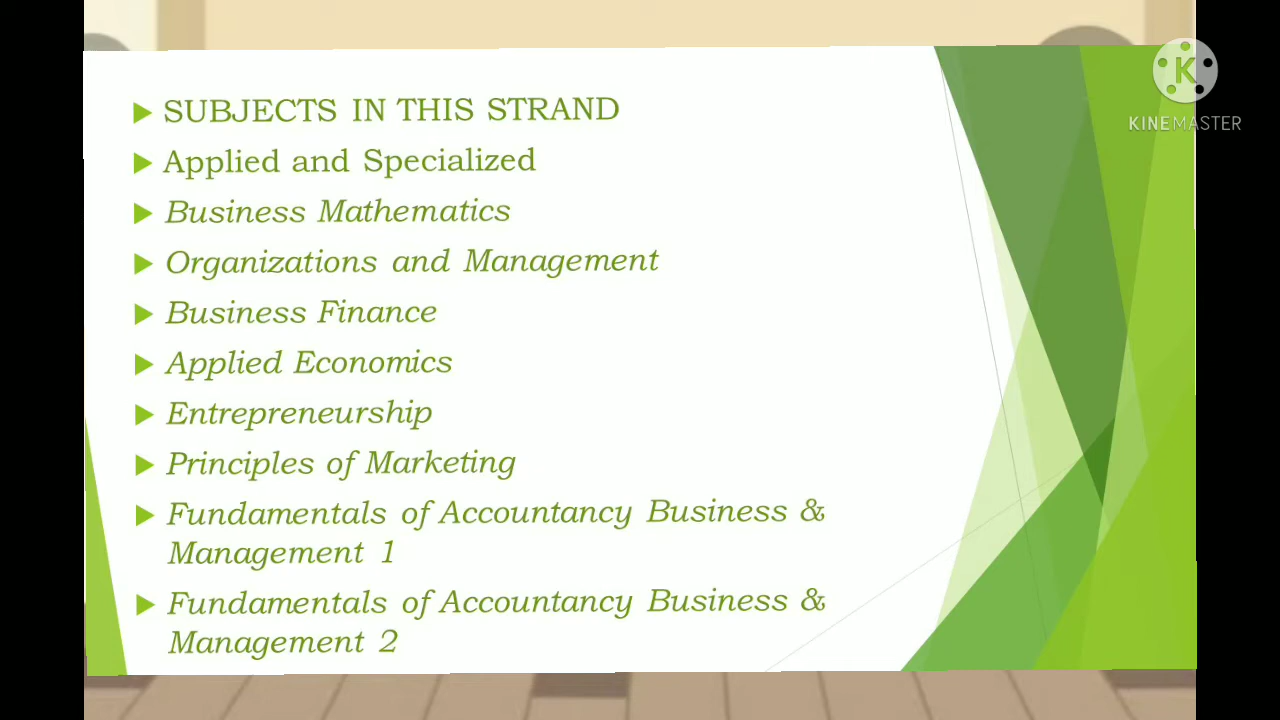 SUBJECTS IN THIS STRAND
Applied and Specialized
Business Mathematics
Organizations and Management
Business Finance
Applied Economics
Entrepreneurship
Principles of Marketing
Fundamentals of Accountancy Business &
Management 1
Fundamentals of Accountancy Business &
Management 2
K
KINEMASTER